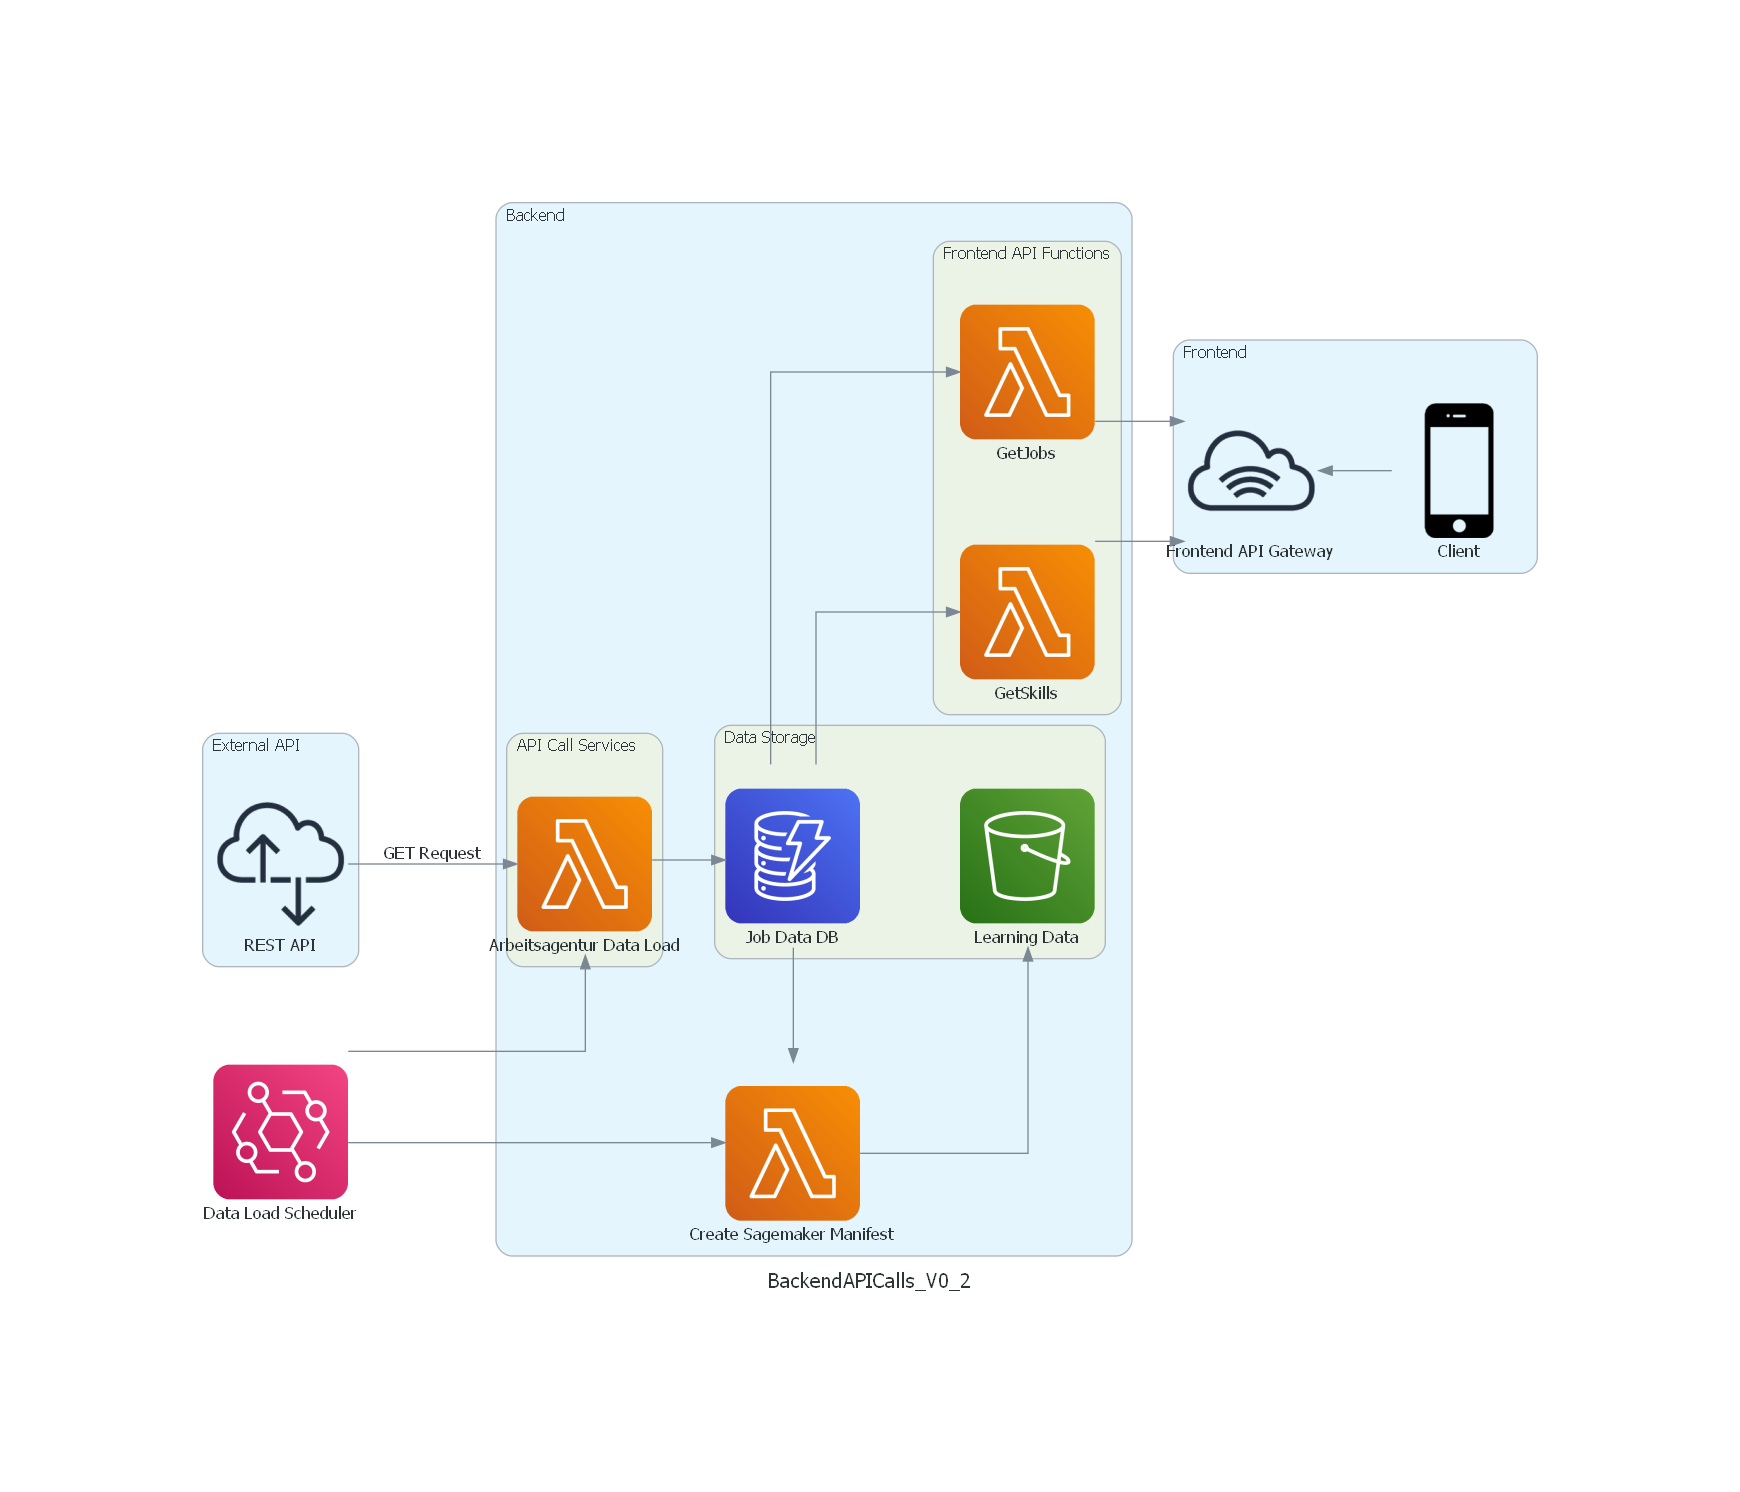 Backend
Frontend API Functions
GetJobs
Frontend
Frontend API Gateway
Client
GetSkills
External API
API Call Services
Data Storage
GET Request
REST API
Arbeitsagentur Data Load
Job Data DB
Learning Data
Data Load Scheduler
Create Sagemaker Manifest
BackendAPICalls_V0_2